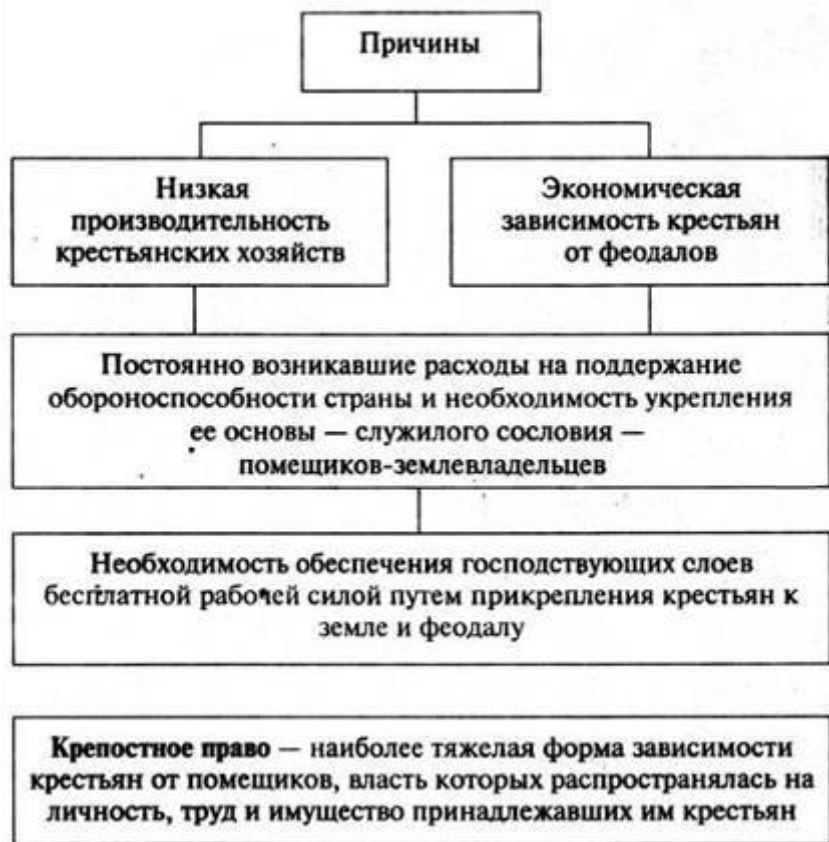 Причины
Низкая
производительность
крестьянских хозяйств
Экономическая
зависимость крестьян
от феодалов
Постоянно возникавшие расходы на поддержание
обороноспособности страны и необходимость укрепления
ее основы — служилого сословия —
помещиков-землевладельцев
Необходимость обеспечения господствующих слоев
бесплатной рабочей силой путем прикрепления крестьян к
земле и феодалу
Крепостное право — наиболее тяжелая форма зависимости
крестьян от помещиков, власть которых распространялась на
личность, труд и имущество принадлежавших им крестьян